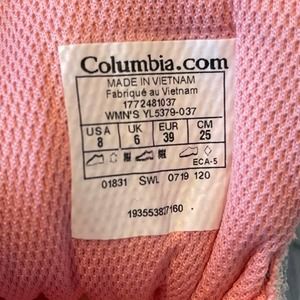 Columbia.com
MADE IN VIETNAM
Fabriqué au Vietnam
1772481037
WMN'S YL5379-037
USA UK EUR CM
8 6 39 25
ECA-5
01831 SWL 0719 120
193553827160